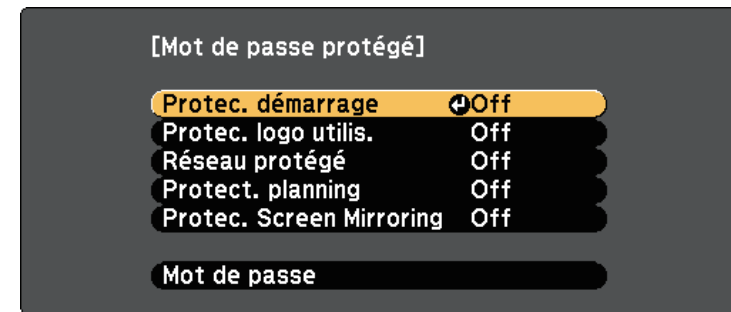 [Mot de passe protégé]
Protec. démarrage Off
Protec. logo utilis. Off
Réseau protégé Off
Protect. planning Off
Protec. Screen Mirroring Off
Mot de passe